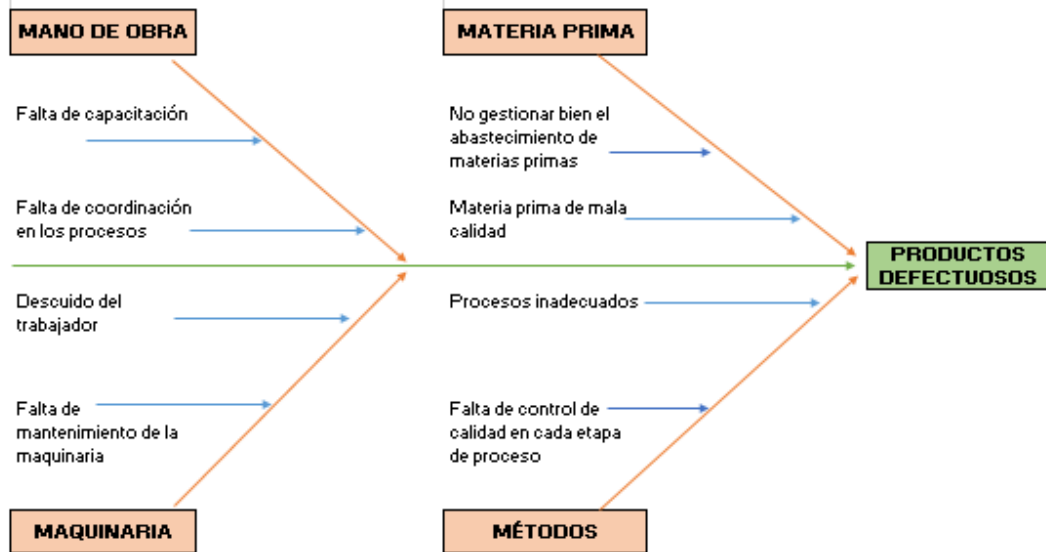 MANO DE OBRA
MATERIA PRIMA
Falta de capacitación
No gestionar bien el
abastecimiento de
materias primas
Falta de coordinación
en los procesos
Materia prima de mala
calidad
PRODUCTOS
DEFECTUOSOS
Descuido del
trabajador
Procesos inadecuados
Falta de
mantenimiento de la
maquinaria
Falta de control de
calidad en cada etapa
de proceso
MAQUINARIA
MÉTODOS